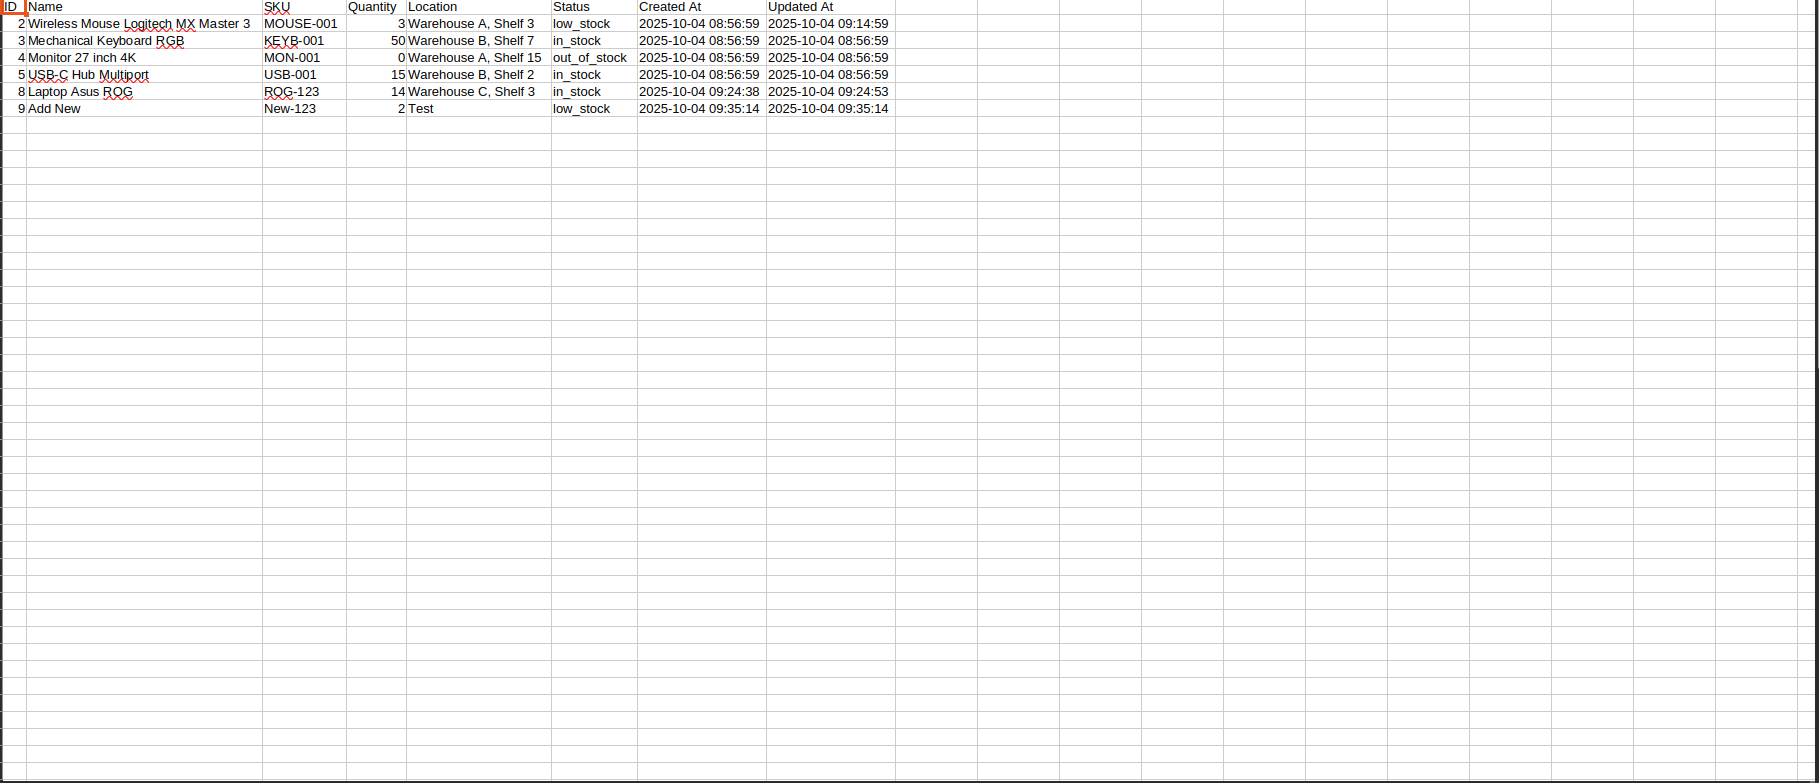 ID Name SKU Quantity Location Status Created At Updated At
2 Wireless Mouse Logitech MX Master 3 MOUSE-001 3 Warehouse A, Shelf 3 low_stock 2025-10-04 08:56:59 2025-10-04 09:14:59
3 Mechanical Keyboard RGB KEYB-001 50 Warehouse B, Shelf 7 in_stock 2025-10-04 08:56:59 2025-10-04 08:56:59
4 Monitor 27 inch 4K MON-001 0 Warehouse A, Shelf 15 out_of_stock 2025-10-04 08:56:59 2025-10-04 08:56:59
5 USB-C Hub Multiport USB-001 15 Warehouse B, Shelf 2 in_stock 2025-10-04 08:56:59 2025-10-04 08:56:59
8 Laptop Asus ROG ROG-123 14 Warehouse C, Shelf 3 in_stock 2025-10-04 09:24:38 2025-10-04 09:24:53
9 Add New New-123 2 Test low_stock 2025-10-04 09:35:14 2025-10-04 09:35:14